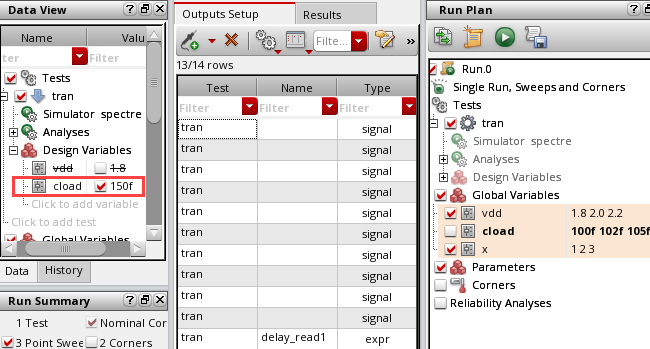 Data View
Name Valu
Filter Filter
Tests
tran
Simulator spectre
Analyses
Design Variables
vdd 1.8
cload 150f
Click to add variable
Click to add test
Global Variables
Data History
Run Summary
1 Test Nominal Cor
3 Point Swee 2 Corners
Outputs Setup Results
Filte...
13/14 rows
Test Name Type
Filter Filter Filter
tran signal
tran signal
tran signal
tran signal
tran signal
tran signal
tran signal
tran signal
tran signal
tran delay_read1 expr
Run Plan
Run.0
Single Run, Sweeps and Corners
Tests
tran
Simulator spectre
Analyses
Design Variables
Global Variables
vdd 1.8 2.0 2.2
cload 100f 102f 105f
x 1 2 3
Parameters
Corners
Reliability Analyses